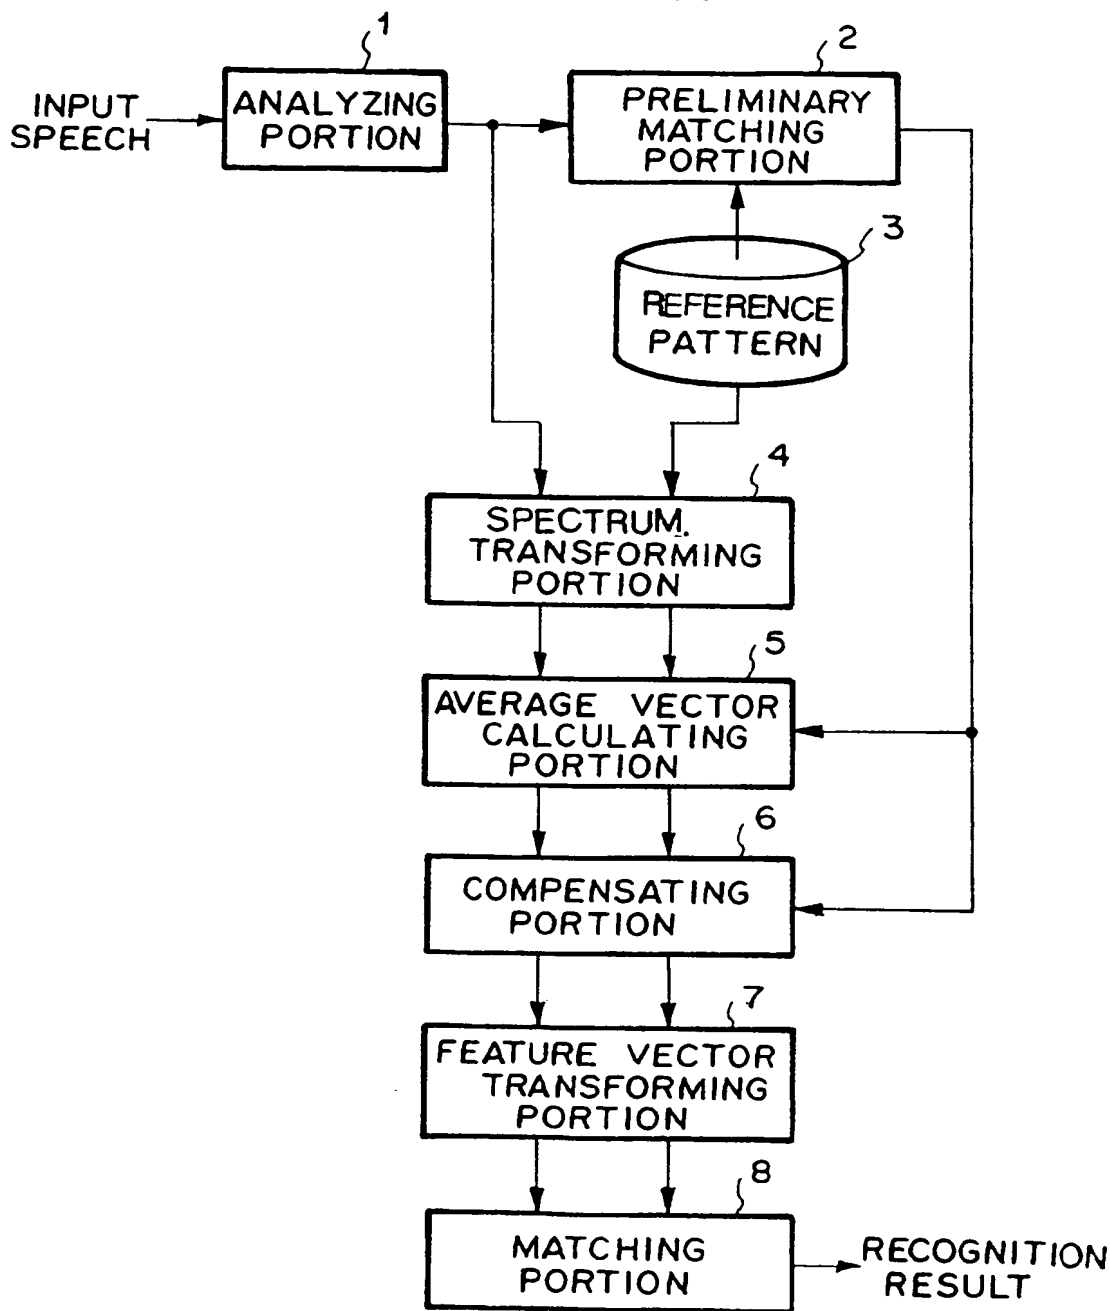 1
2
INPUT
SPEECH
ANALYZING
PORTION
PRELIMINARY
MATCHING
PORTION
3
REFERENCE
PATTERN
4
SPECTRUM.
TRANSFORMING
PORTION
5
AVERAGE VECTOR
CALCULATING
PORTION
6
COMPENSATING
PORTION
7
FEATURE VECTOR
TRANSFORMING
PORTION
8
MATCHING
PORTION
RECOGNITION
RESULT